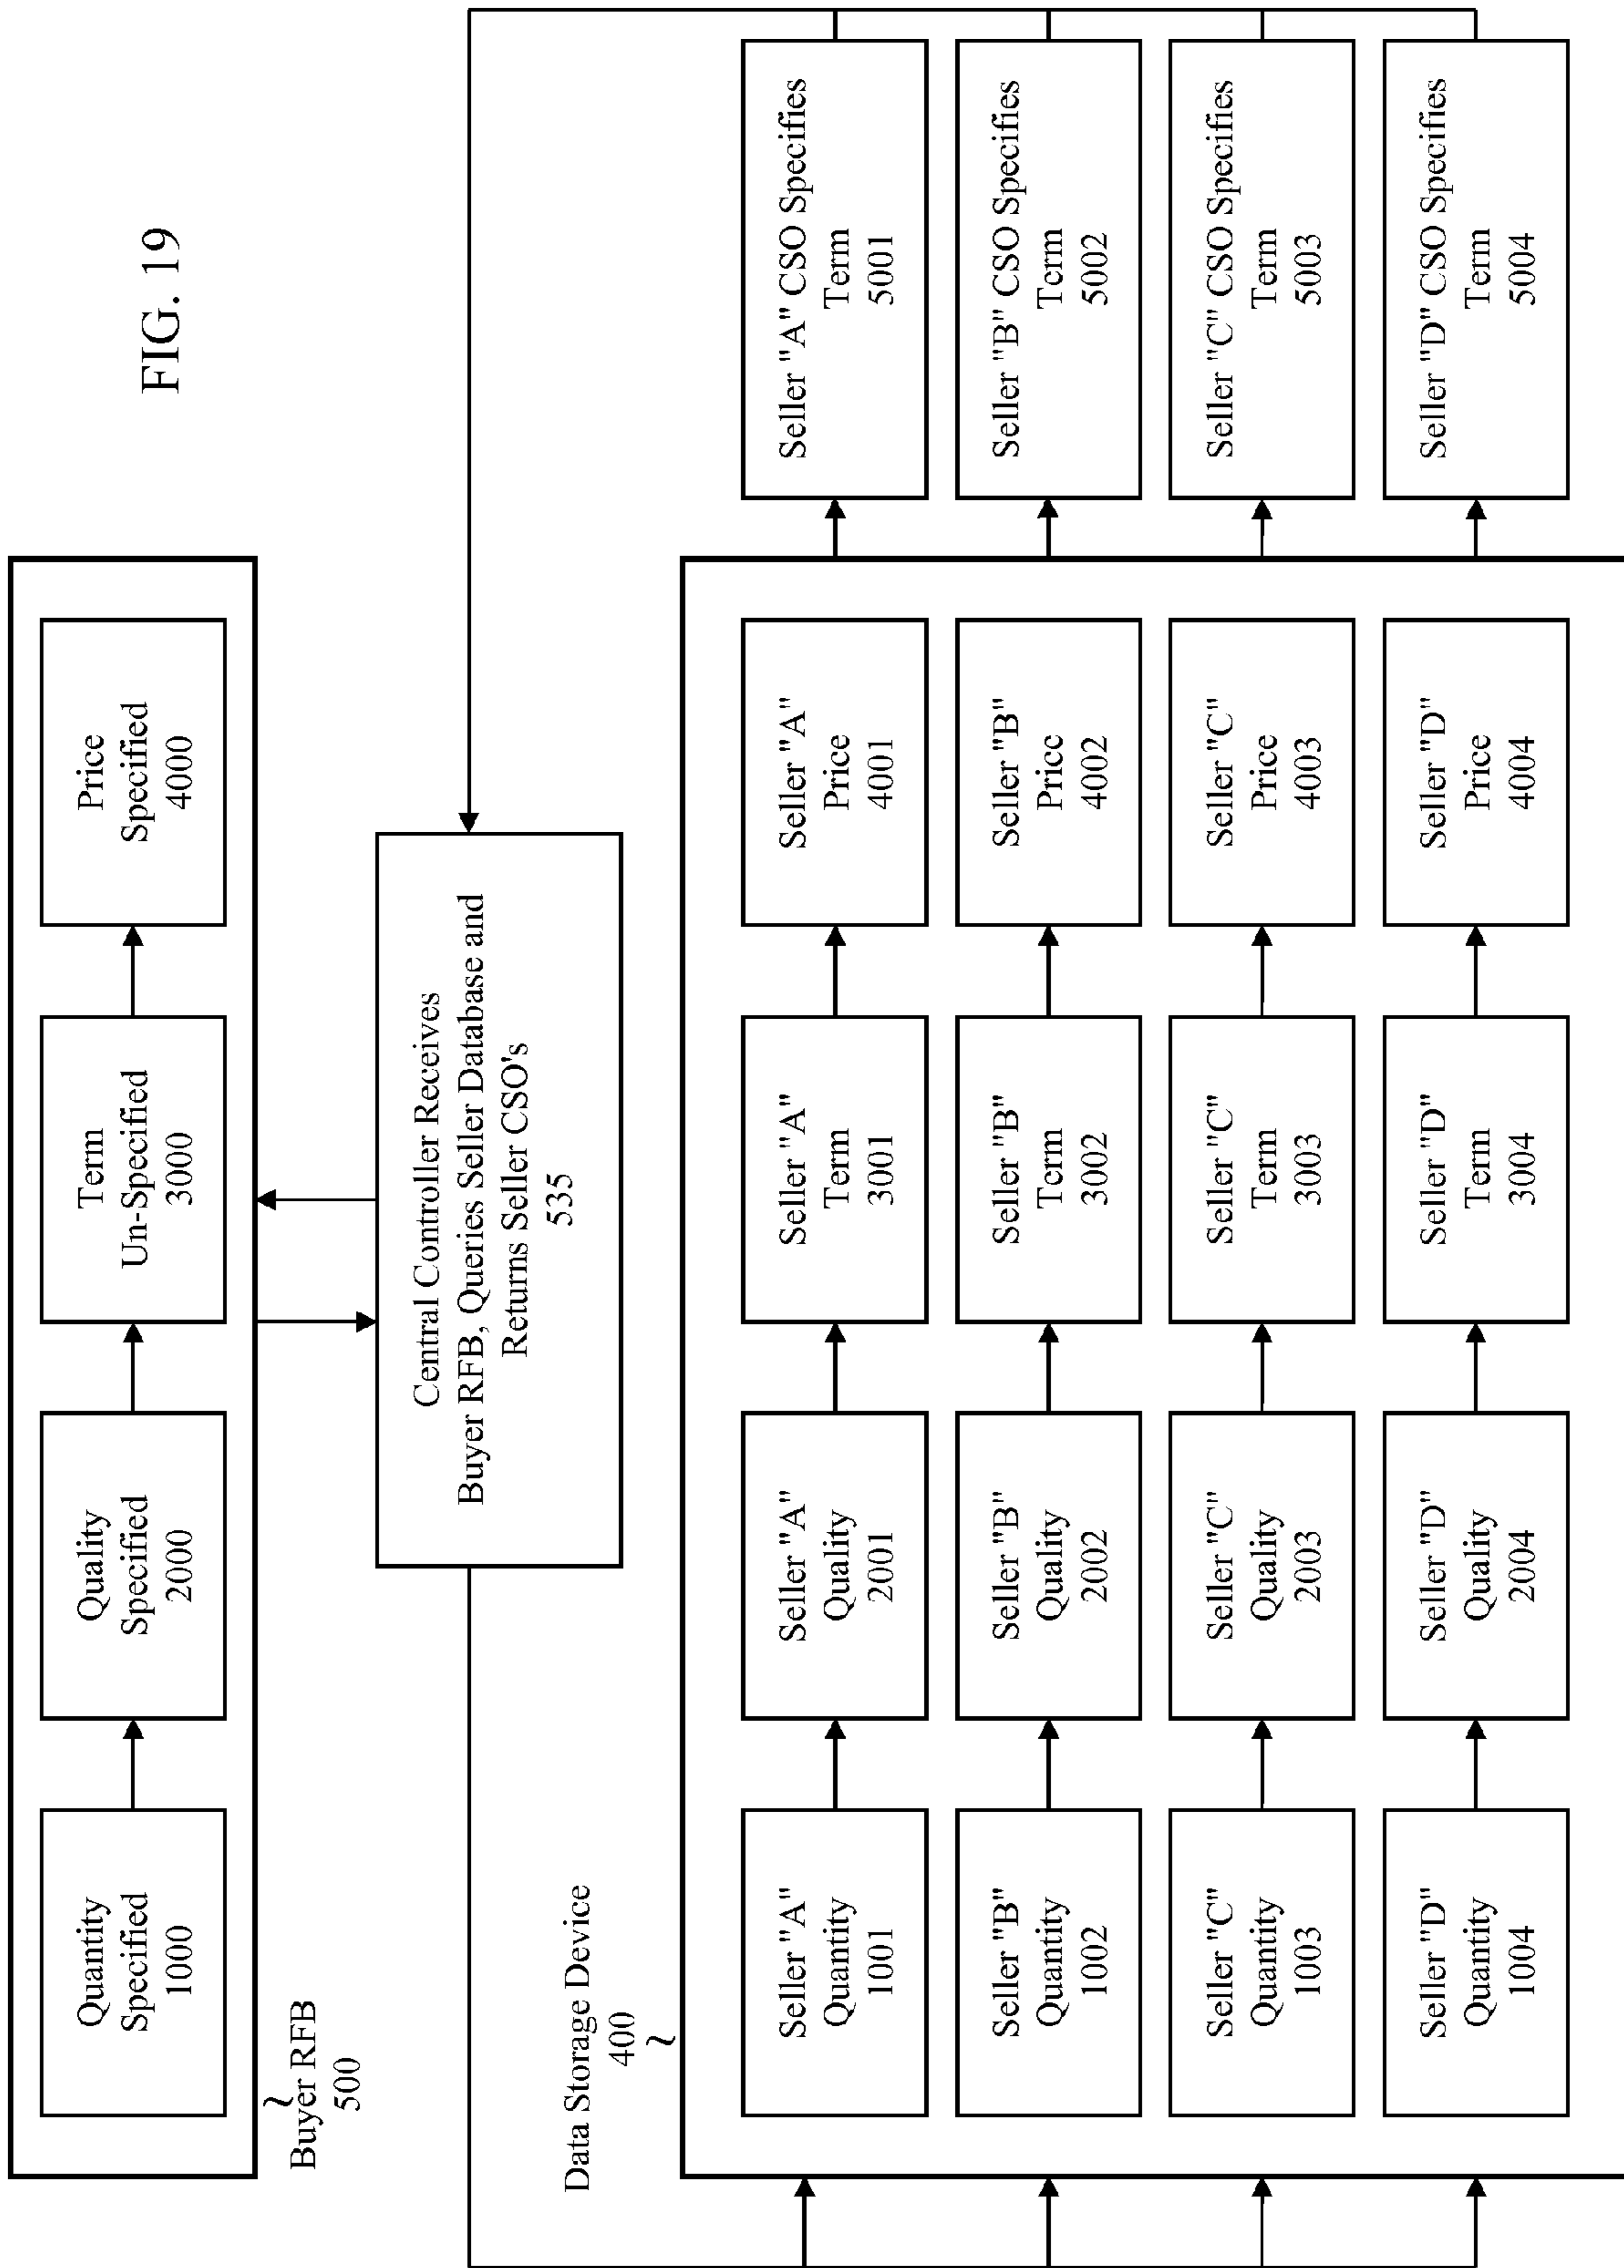 FIG. 19
Quantity
Specified
1000
Quality
Specified
2000
Term
Un-Specified
3000
Price
Specified
4000
Buyer RFB
500
Central Controller Receives
Buyer RFB, Queries Seller Database and
Returns Seller CSO's
535
Data Storage Device
400
Seller "A"
Quantity
1001
Seller "A"
Quality
2001
Seller "A"
Term
3001
Seller "A"
Price
4001
Seller "A" CSO Specifies
Term
5001
Seller "B"
Quantity
1002
Seller "B"
Quality
2002
Seller "B"
Term
3002
Seller "B"
Price
4002
Seller "B" CSO Specifies
Term
5002
Seller "C"
Quantity
1003
Seller "C"
Quality
2003
Seller "C"
Term
3003
Seller "C"
Price
4003
Seller "C" CSO Specifies
Term
5003
Seller "D"
Quantity
1004
Seller "D"
Quality
2004
Seller "D"
Term
3004
Seller "D"
Price
4004
Seller "D" CSO Specifies
Term
5004